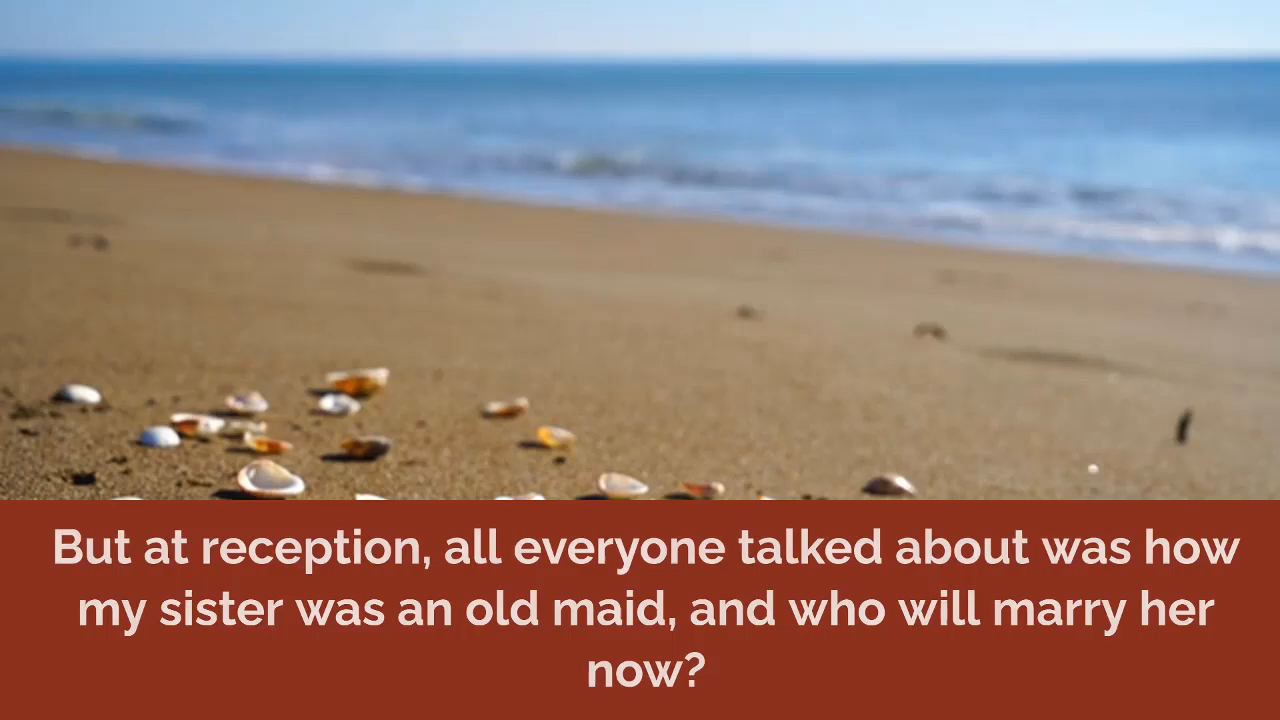 But at reception, all everyone talked about was how
my sister was an old maid, and who will marry her
now?